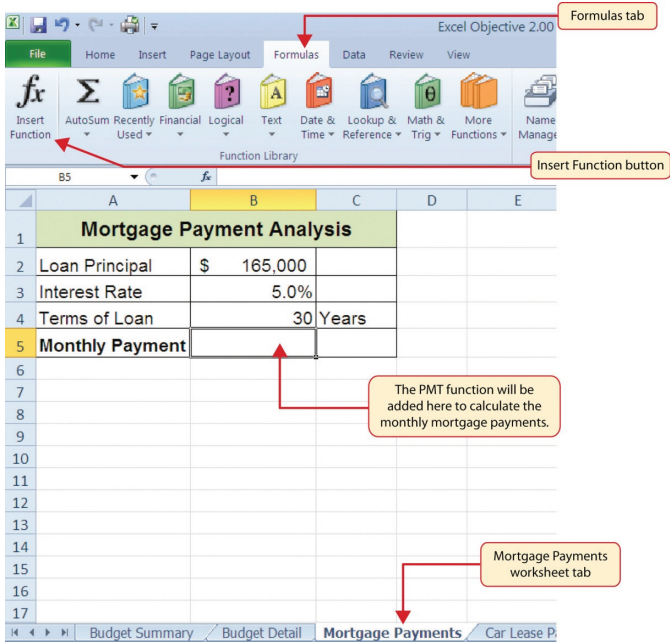 Excel Objective 2.00
Formulas tab
File Home Insert Page Layout Formulas Data Review View
fx Σ ? A θ
Insert Function
AutoSum
Recently Used
Financial
Logical
Text
Date & Time
Lookup & Reference
Math & Trig
More Functions
Name
Manage
Function Library
Insert Function button
B5 fx
A B C D E
1 Mortgage Payment Analysis
2 Loan Principal $ 165,000
3 Interest Rate 5.0%
4 Terms of Loan 30 Years
5 Monthly Payment
6
7
8
9
10
11
12
13
14
15
16
17
The PMT function will be
added here to calculate the
monthly mortgage payments.
Mortgage Payments
worksheet tab
Budget Summary Budget Detail Mortgage Payments Car Lease P